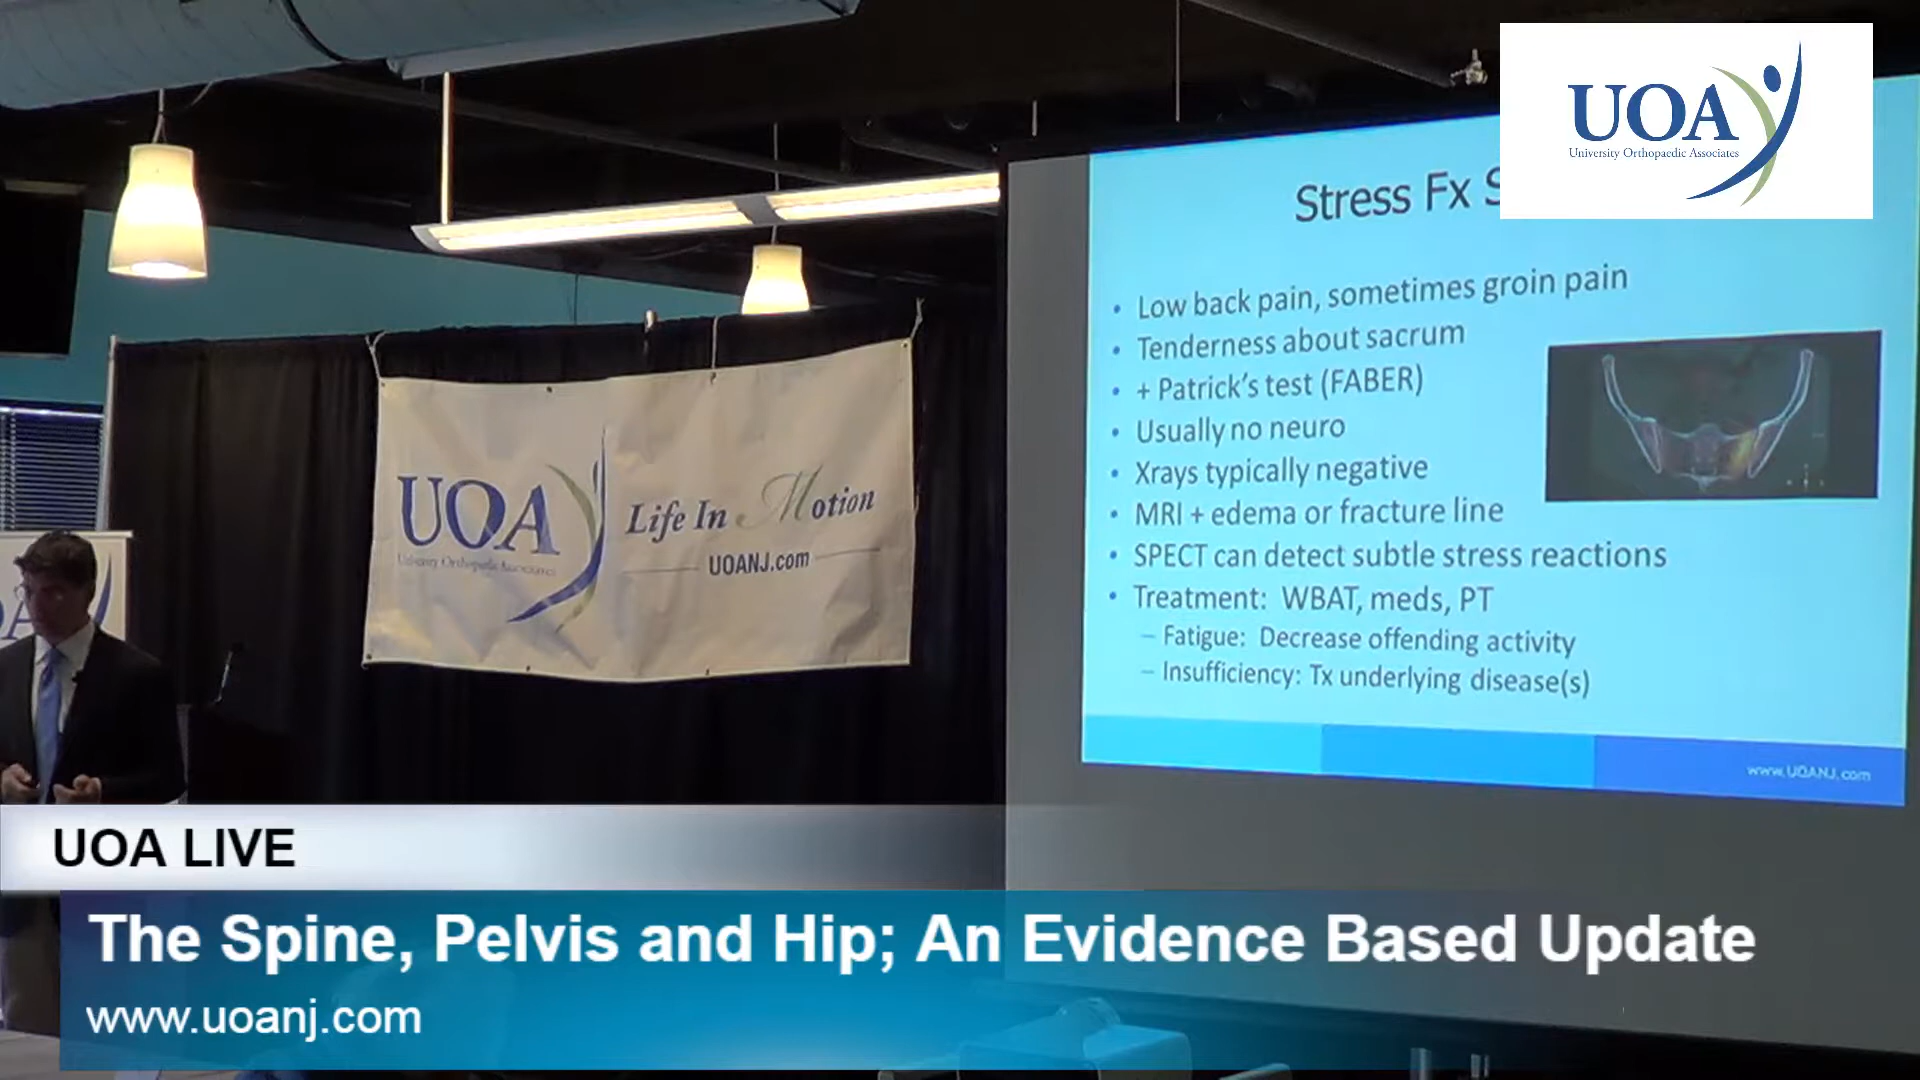 UOA
University Orthopaedic Associates
Stress Fx S
• Low back pain, sometimes groin pain
• Tenderness about sacrum
• + Patrick's test (FABER)
• Usually no neuro
• Xrays typically negative
• MRI + edema or fracture line
• SPECT can detect subtle stress reactions
• Treatment: WBAT, meds, PT
– Fatigue: Decrease offending activity
– Insufficiency: Tx underlying disease(s)
www.UOANJ.com
UOA
University Orthopaedic Associates
Life In Motion
UOANJ.com
UOA LIVE
The Spine, Pelvis and Hip; An Evidence Based Update
www.uoanj.com